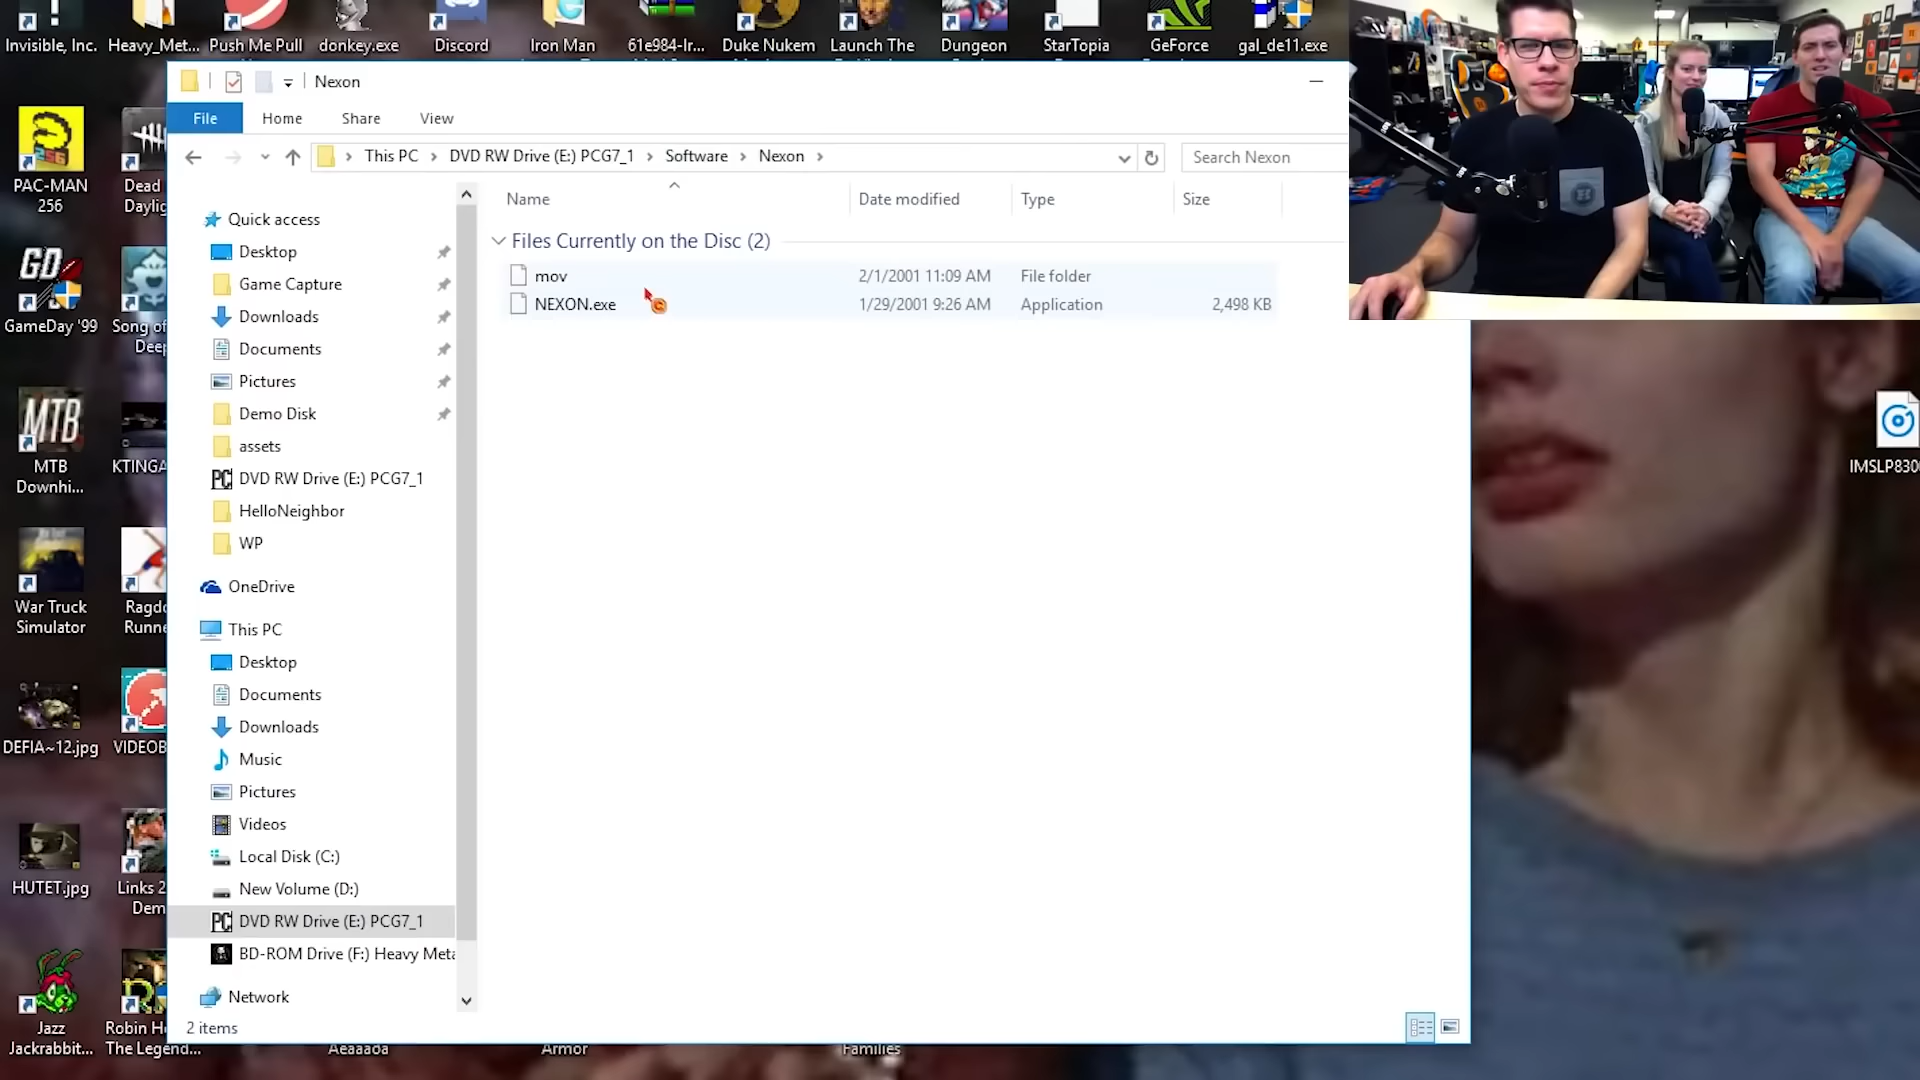 Invisible, Inc.
Heavy_Met...
Push Me Pull
donkey.exe
Discord
Iron Man
61e984-Ir...
Duke Nukem
Launch The
Dungeon
StarTopia
GeForce
gal_de11.exe
Nexon
File
Home
Share
View
This PC
DVD RW Drive (E:) PCG7_1
Software
Nexon
Search Nexon
Name
Date modified
Type
Size
Files Currently on the Disc (2)
mov
2/1/2001 11:09 AM
File folder
NEXON.exe
1/29/2001 9:26 AM
Application
2,498 KB
Quick access
Desktop
Game Capture
Downloads
Documents
Pictures
Demo Disk
assets
PC DVD RW Drive (E:) PCG7_1
HelloNeighbor
WP
OneDrive
This PC
Desktop
Documents
Downloads
Music
Pictures
Videos
Local Disk (C:)
New Volume (D:)
PC DVD RW Drive (E:) PCG7_1
BD-ROM Drive (F:) Heavy Meta
Network
2 items
256
PAC-MAN
256
Dead
Daylig
GD
GameDay '99
Song of
Deep
MTB
MTB
Downhi...
KTINGA
War Truck
Simulator
Ragdo
Runne
DEFIA~12.jpg
VIDEOB
HUTET.jpg
Links 2
Dem
Jazz
Jackrabbit...
Robin H
The Legend...
Armor
Families
IMSLP830